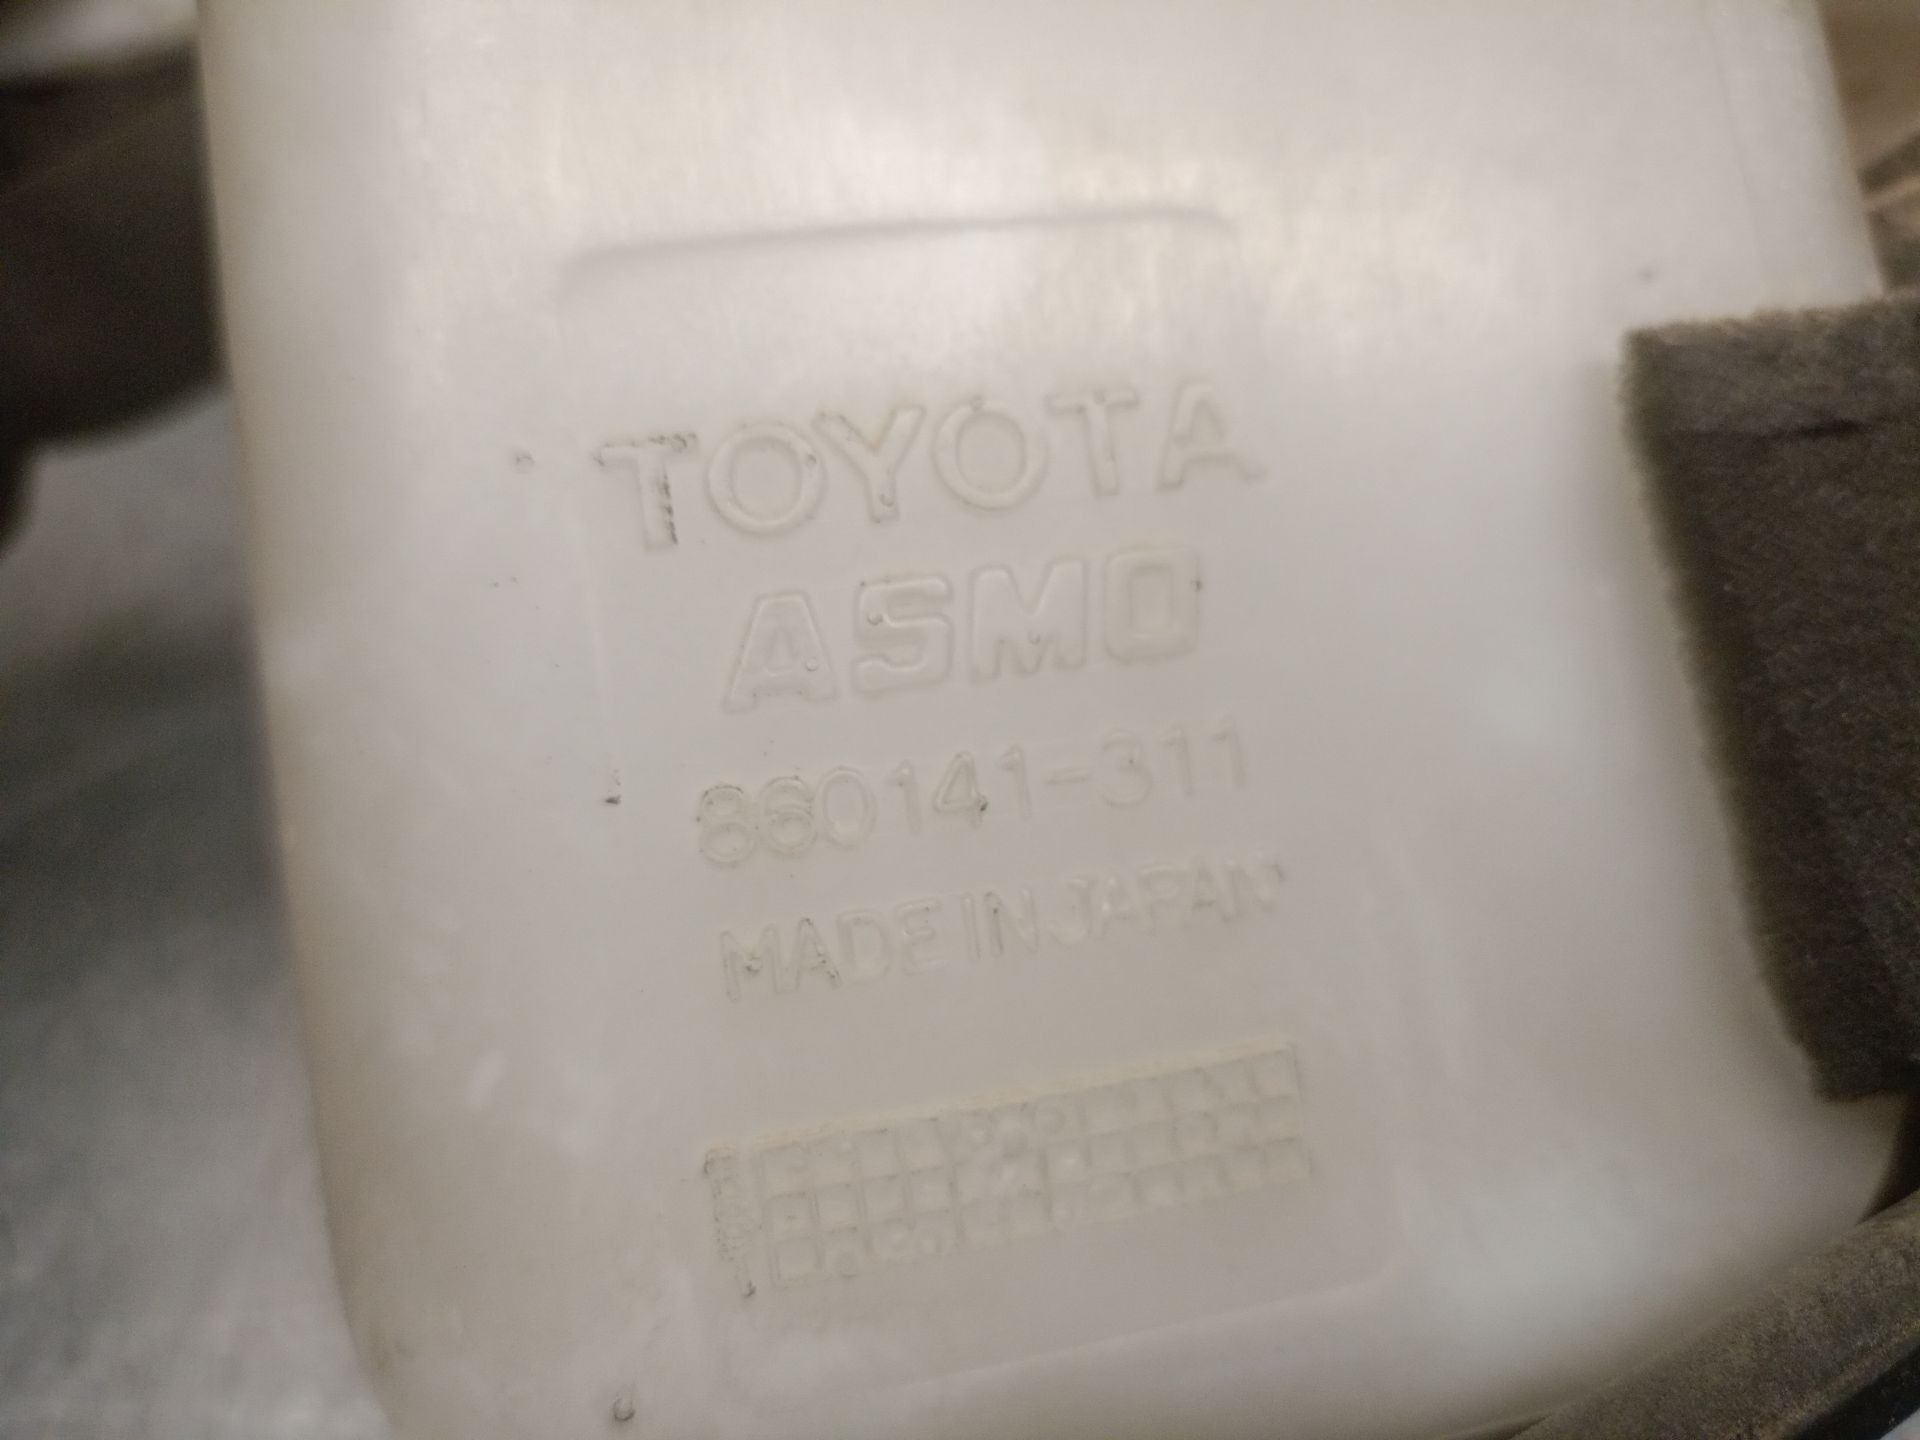 TOYOTA
ASMO
860141-311
MADE IN JAPAN